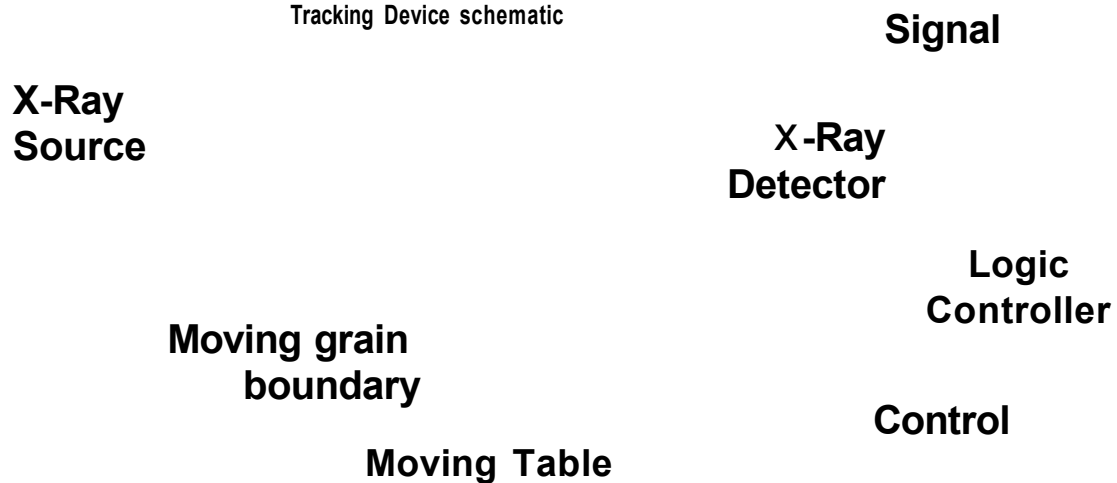 Tracking Device schematic
Signal
X-Ray
Source
X-Ray
Detector
Logic
Controller
Moving grain
boundary
Control
Moving Table